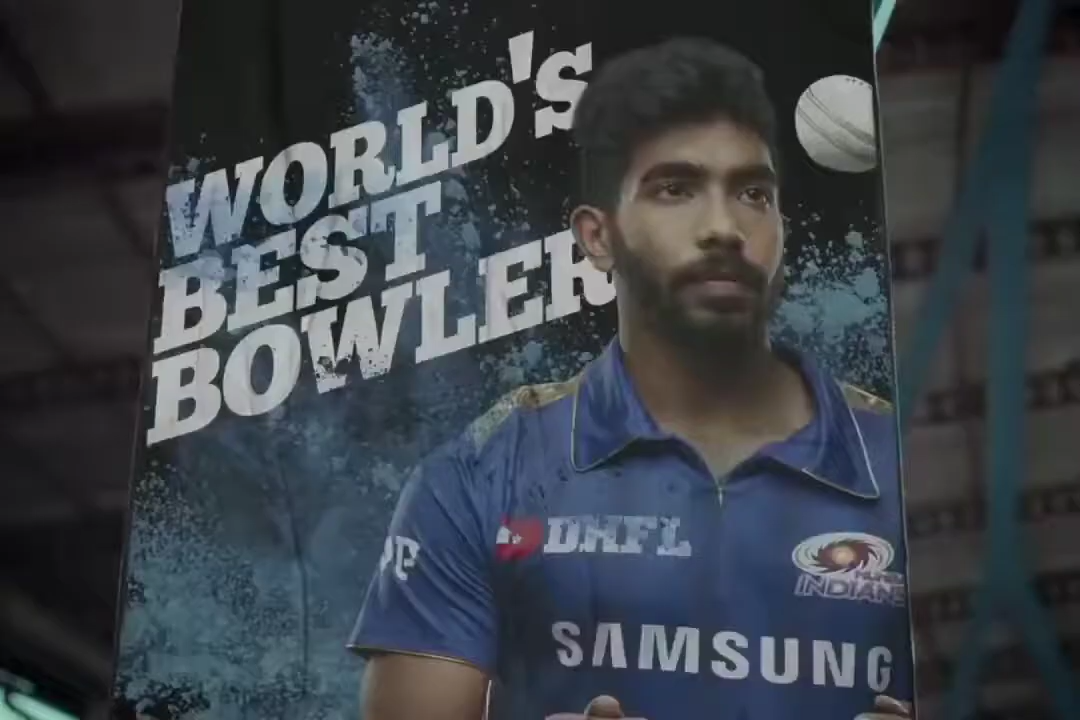 WORLD'S
BEST
BOWLER
DHFL
INDIANS
SAMSUNG